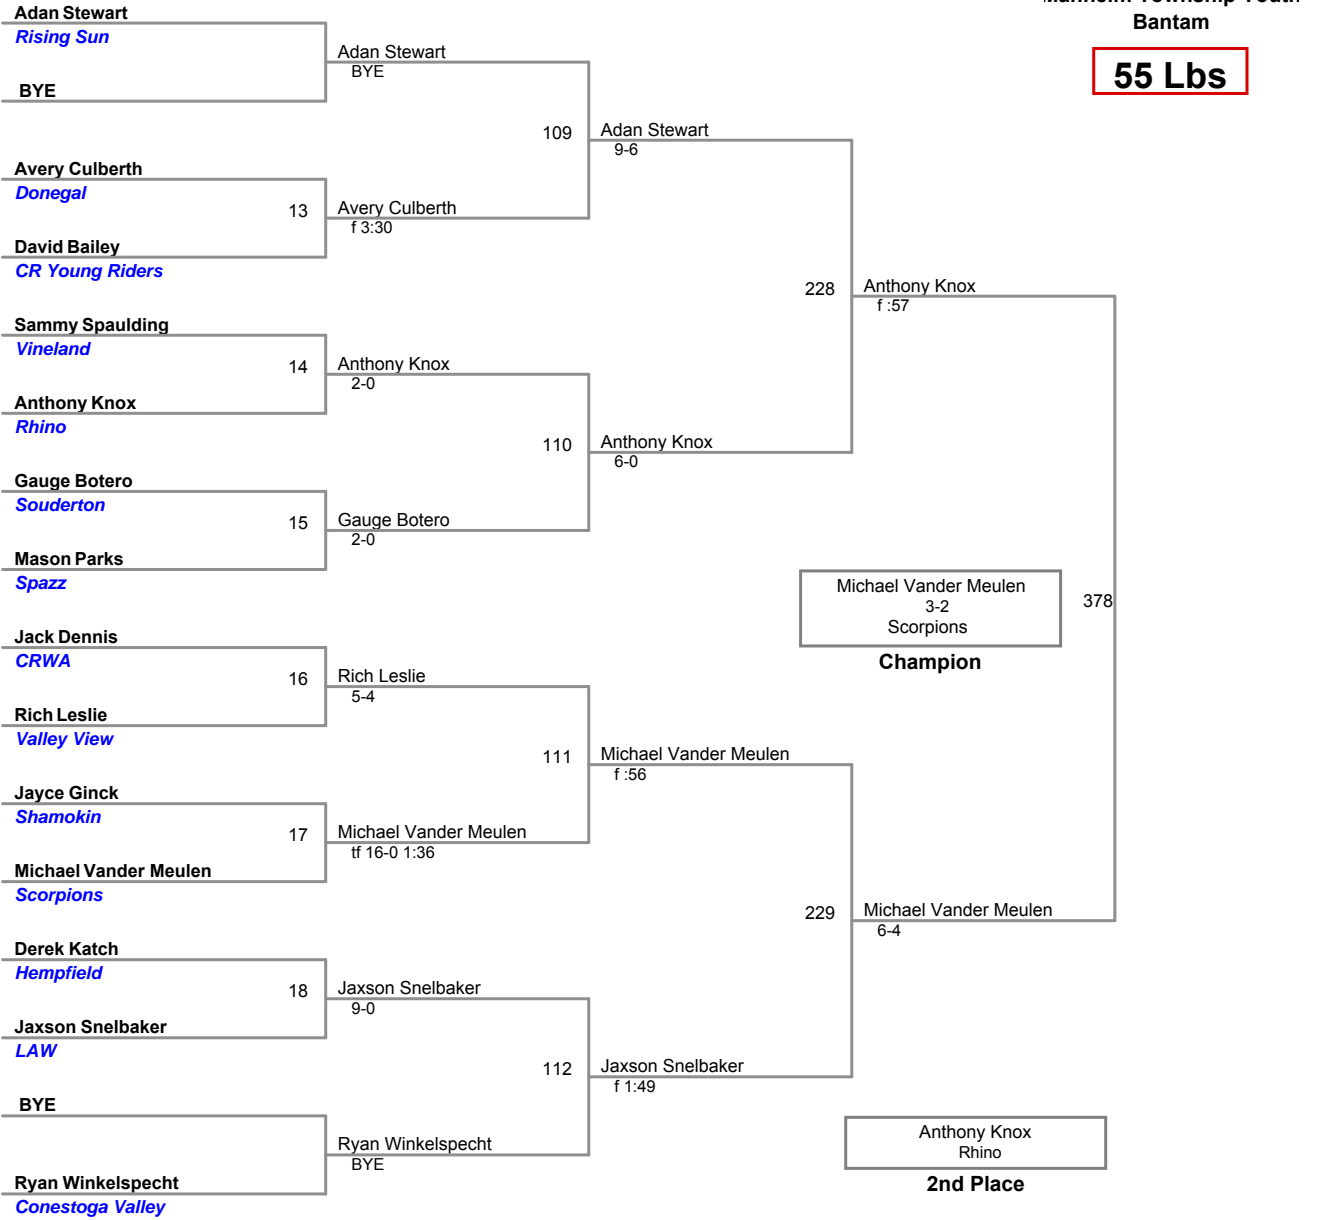 Manheim Township Youth
Bantam
55 Lbs
Adan Stewart
Rising Sun
BYE
Avery Culberth
Donegal
David Bailey
CR Young Riders
Sammy Spaulding
Vineland
Anthony Knox
Rhino
Gauge Botero
Souderton
Mason Parks
Spazz
Jack Dennis
CRWA
Rich Leslie
Valley View
Jayce Ginck
Shamokin
Michael Vander Meulen
Scorpions
Derek Katch
Hempfield
Jaxson Snelbaker
LAW
BYE
Ryan Winkelspecht
Conestoga Valley
Adan Stewart
BYE
13
Avery Culberth
f 3:30
14
Anthony Knox
2-0
15
Gauge Botero
2-0
16
Rich Leslie
5-4
17
Michael Vander Meulen
tf 16-0 1:36
18
Jaxson Snelbaker
9-0
Ryan Winkelspecht
BYE
109
Adan Stewart
9-6
110
Anthony Knox
6-0
111
Michael Vander Meulen
f :56
112
Jaxson Snelbaker
f 1:49
228
Anthony Knox
f :57
229
Michael Vander Meulen
6-4
378
Michael Vander Meulen
3-2
Scorpions
Champion
Anthony Knox
Rhino
2nd Place